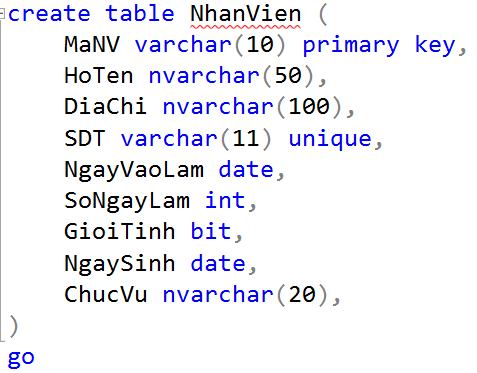 create table NhanVien (
MaNV varchar(10) primary key,
HoTen nvarchar(50),
DiaChi nvarchar(100),
SDT varchar(11) unique,
NgayVaoLam date,
SoNgayLam int,
GioiTinh bit,
NgaySinh date,
ChucVu nvarchar(20),
)
go